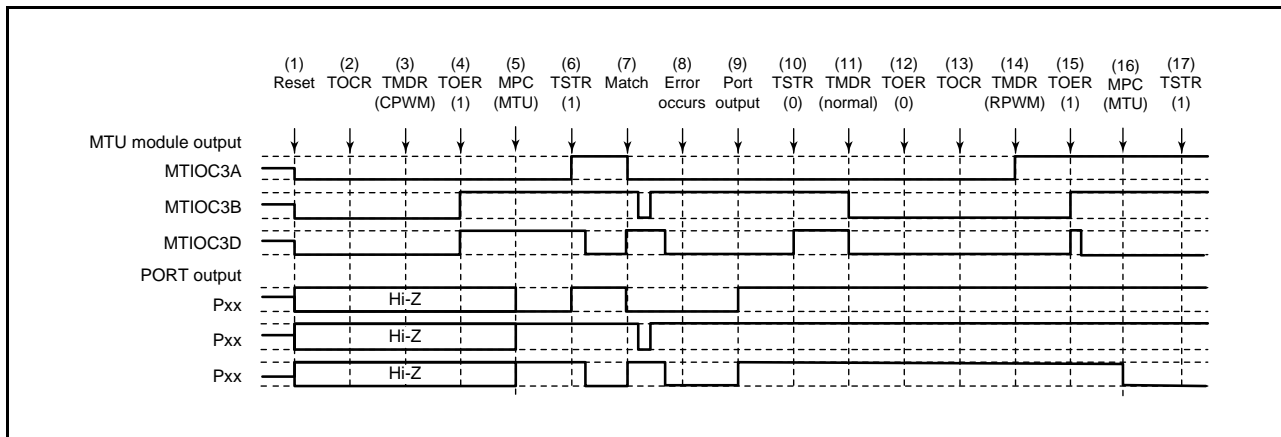 (1) (2) (3) (4) (5) (6) (7) (8) (9) (10) (11) (12) (13) (14) (15) (16) (17)
Reset TOCR TMDR TOER MPC TSTR Match Error Port TSTR TMDR TOER TOCR TMDR TOER MPC TSTR
(CPWM) (1) (MTU) (1) occurs output (0) (normal) (0) (RPWM) (1) (MTU) (1)
MTU module output
MTIOC3A
MTIOC3B
MTIOC3D
PORT output
Pxx Hi-Z
Pxx Hi-Z
Pxx Hi-Z